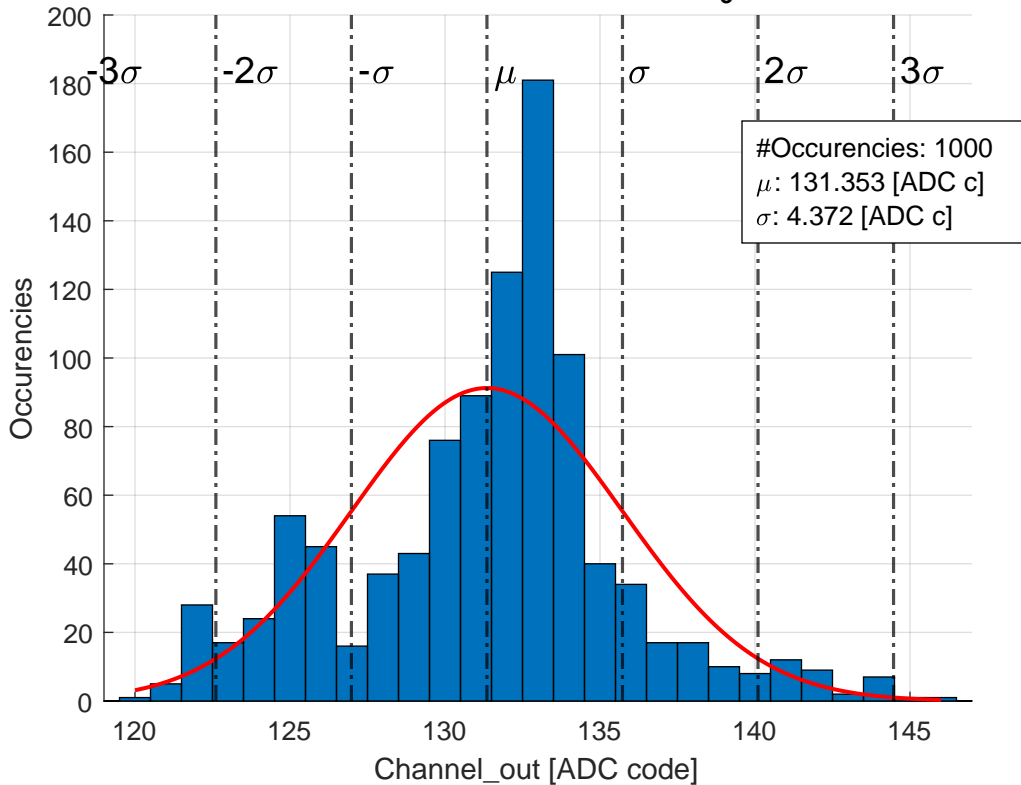 200
180
160
140
120
100
80
60
40
20
0
-3σ -2σ -σ μ σ 2σ 3σ
#Occurencies: 1000
μ: 131.353 [ADC c]
σ: 4.372 [ADC c]
Occurencies
120 125 130 135 140 145
Channel_out [ADC code]